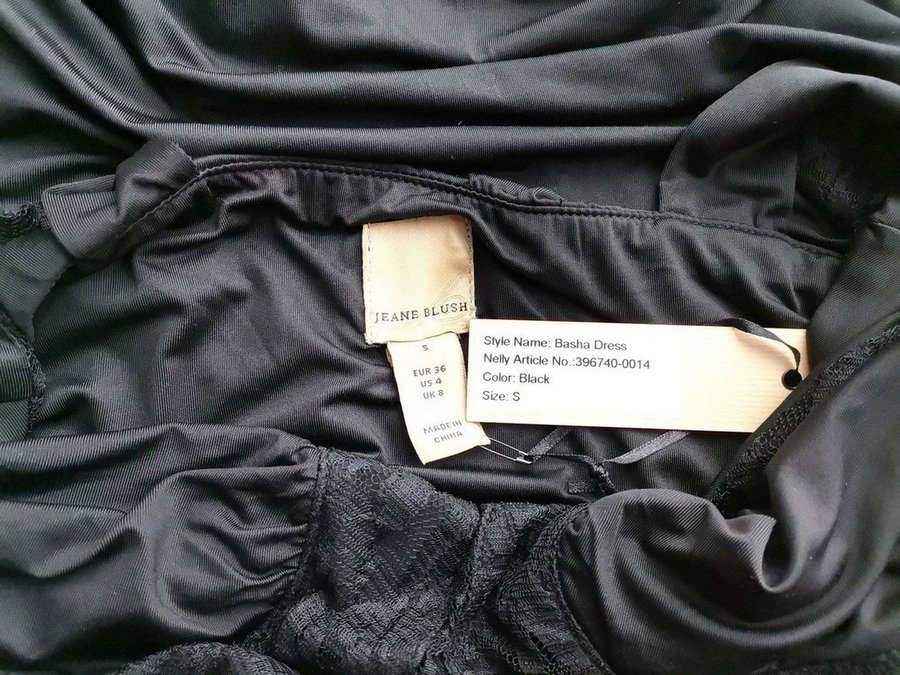 JEANE BLUSH
S
EUR 36
US 4
UK 8
MADE IN
CHINA
Style Name: Basha Dress
Nelly Article No.:396740-0014
Color: Black
Size: S